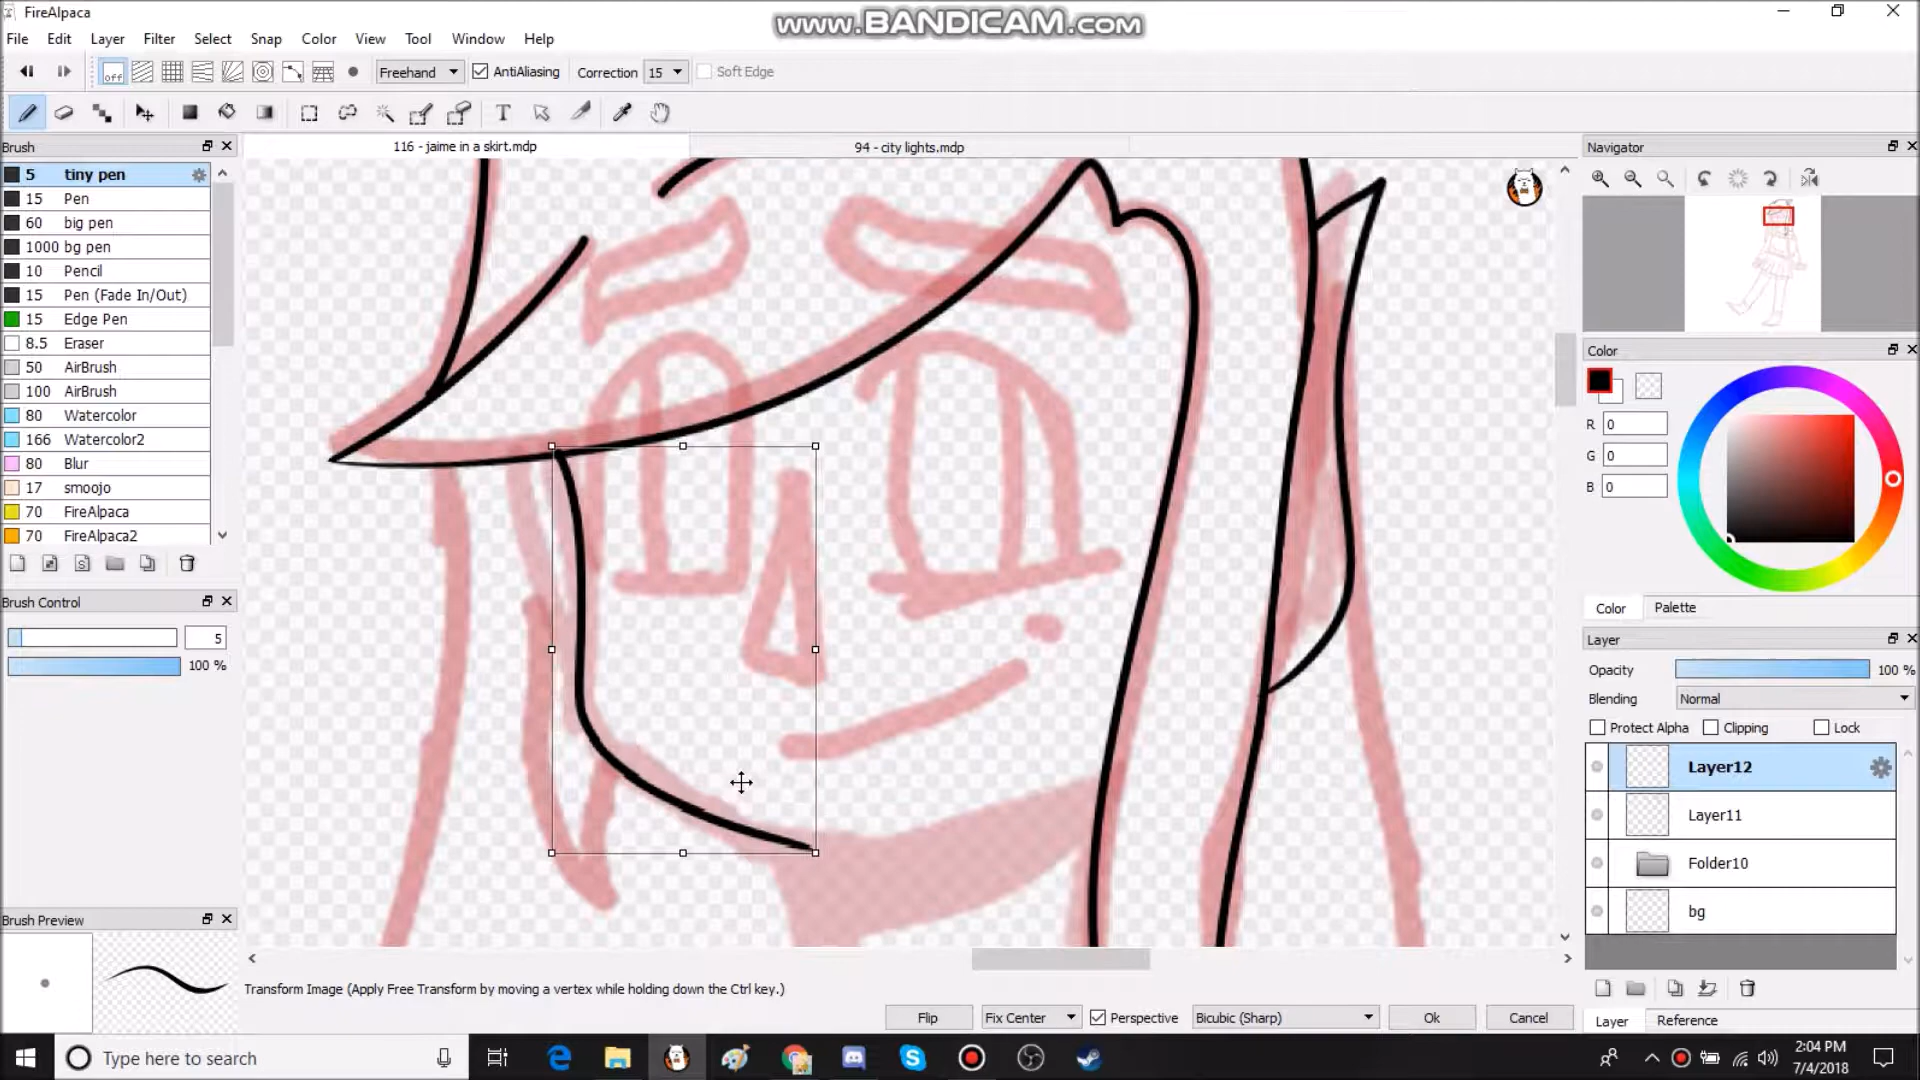 FireAlpaca
www.BANDICAM.com
File Edit Layer Filter Select Snap Color View Tool Window Help
off Freehand AntiAliasing Correction 15 Soft Edge
T
Brush
116 - jaime in a skirt.mdp
94 - city lights.mdp
Navigator
5 tiny pen
15 Pen
60 big pen
1000 bg pen
10 Pencil
15 Pen (Fade In/Out)
15 Edge Pen
8.5 Eraser
50 AirBrush
100 AirBrush
80 Watercolor
166 Watercolor2
80 Blur
17 smoojo
70 FireAlpaca
70 FireAlpaca2
Brush Control
5
100 %
Brush Preview
Color
R 0
G 0
B 0
Color Palette
Layer
Opacity 100 %
Blending Normal
Protect Alpha Clipping Lock
Layer12
Layer11
Folder10
bg
Layer Reference
Transform Image (Apply Free Transform by moving a vertex while holding down the Ctrl key.)
Flip Fix Center Perspective Bicubic (Sharp) Ok Cancel
Type here to search
2:04 PM
7/4/2018